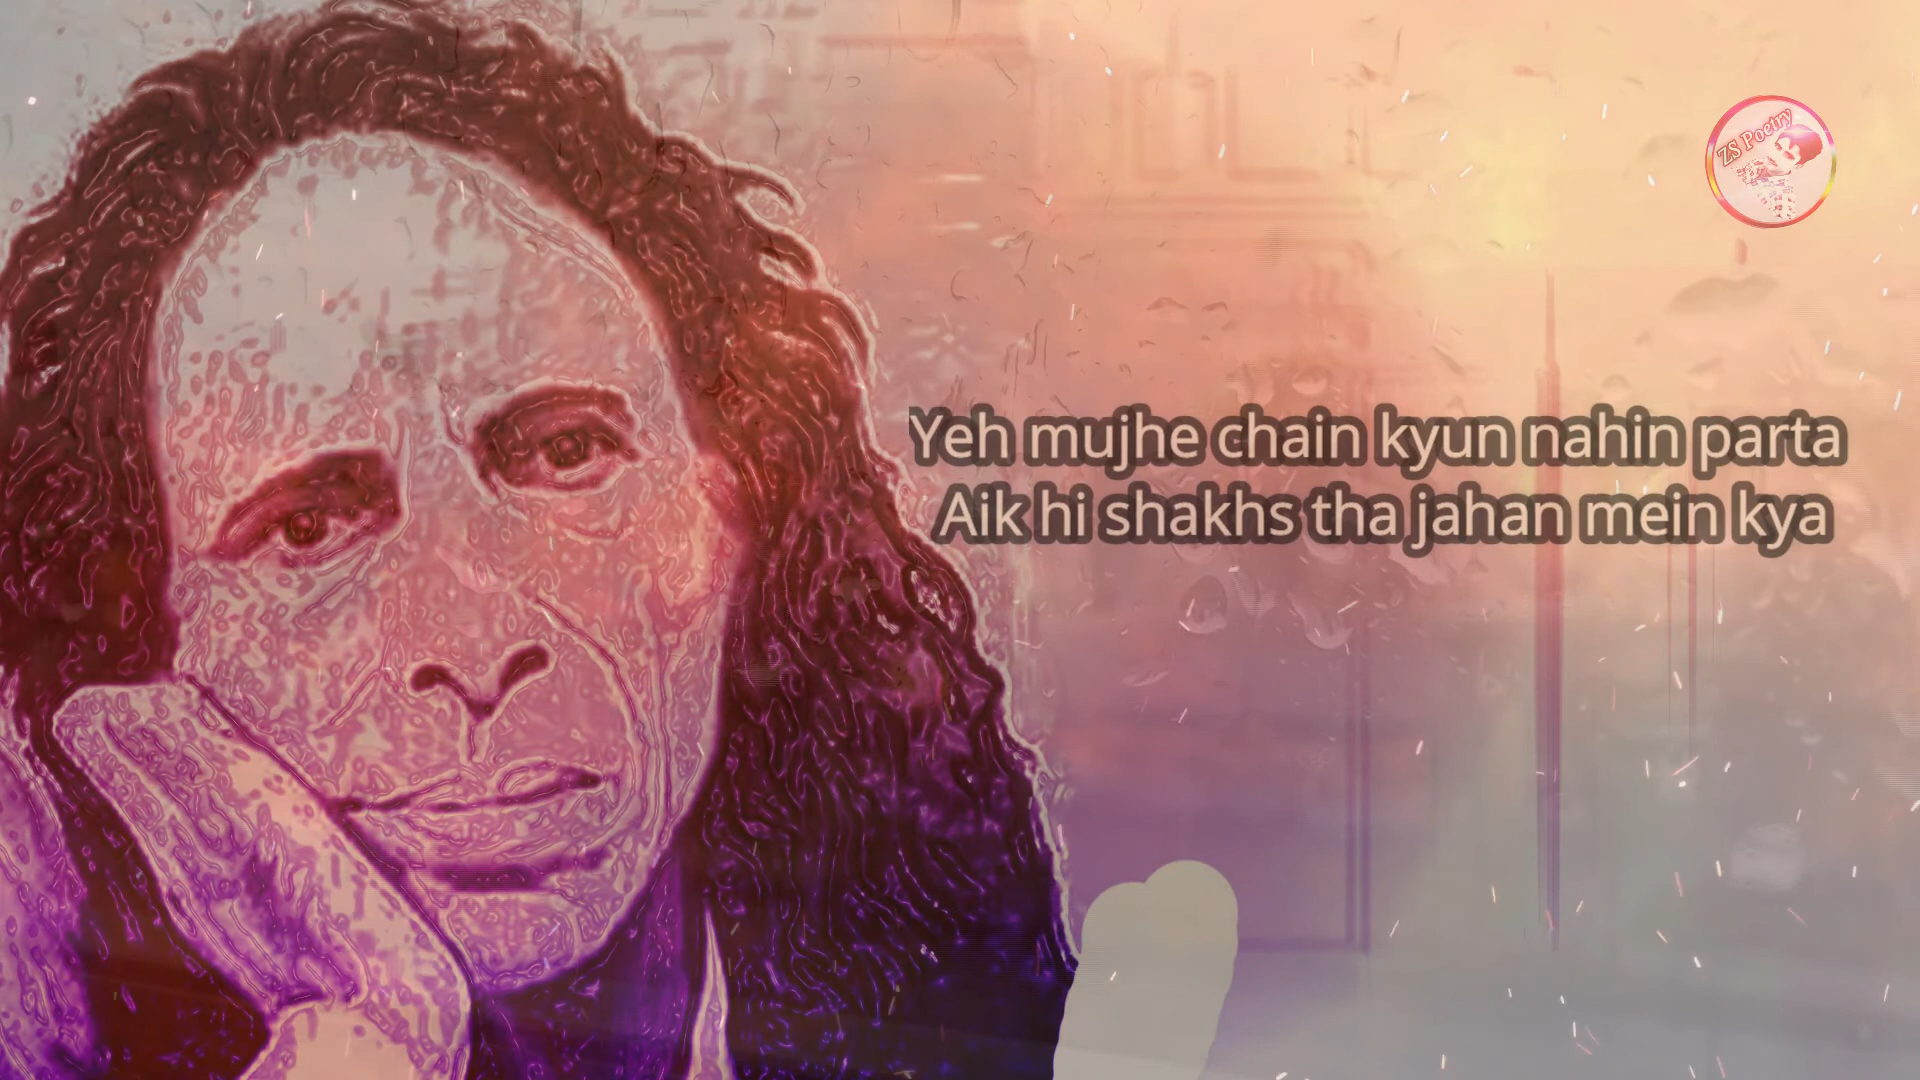 ZS Poetry
Yeh mujhe chain kyun nahin parta
Aik hi shakhs tha jahan mein kya